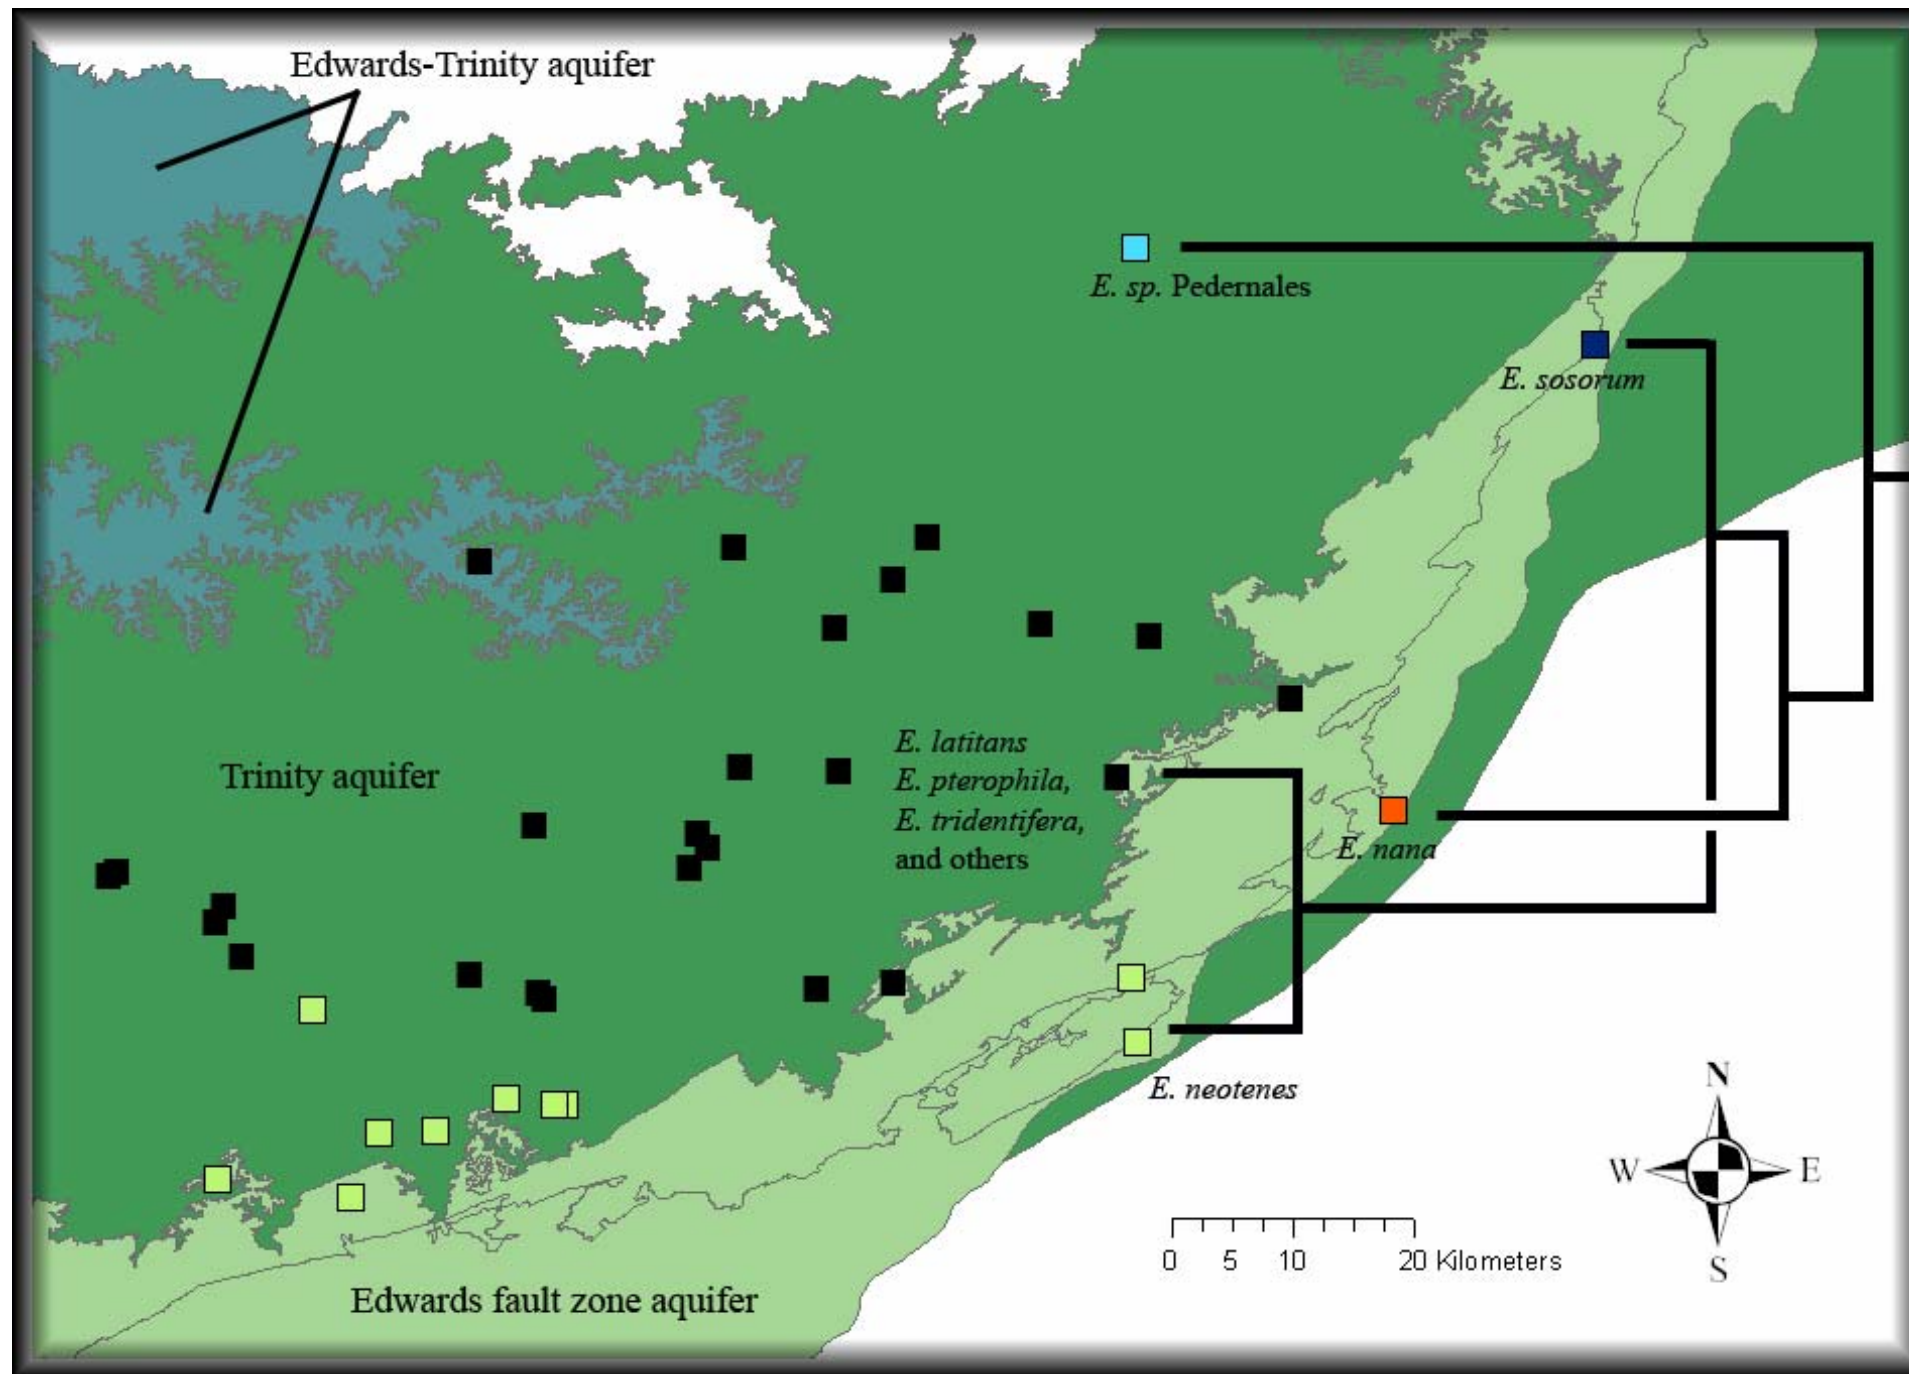 Edwards-Trinity aquifer
E. sp. Pedernales
E. sosorum
E. latitans
E. pterophila,
E. tridentifera,
and others
Trinity aquifer
E. nana
E. neotenes
N
W E
S
0 5 10 20 Kilometers
Edwards fault zone aquifer